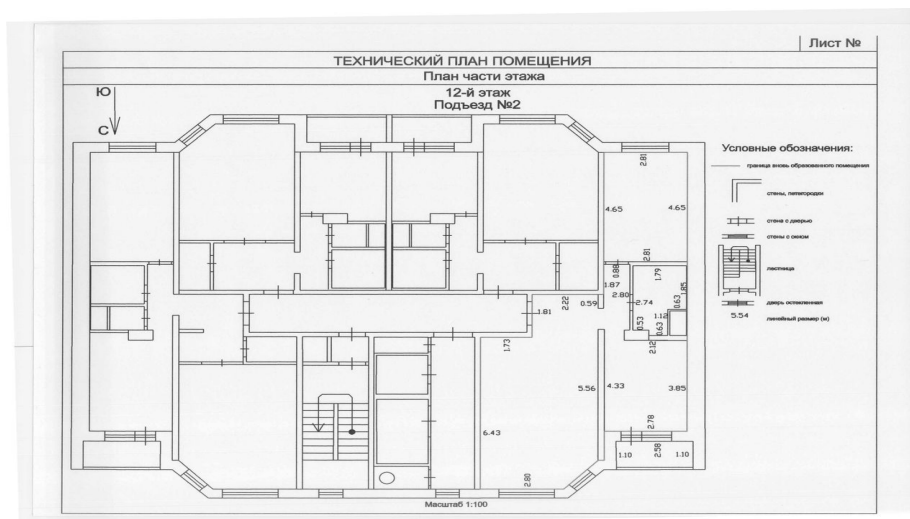 Лист №
ТЕХНИЧЕСКИЙ ПЛАН ПОМЕЩЕНИЯ
План части этажа
12-й этаж
Подъезд №2
Ю
С
Условные обозначения:
граница вновь образованного помещения
стены, перегородки
стена с дверью
стены с окном
лестница
дверь остекленная
5.54 линейный размер (м)
2.81
4.65 4.65
2.81
0.88 1.79
1.87
2.80 1.85
2.22 0.59 2.74 0.63
1.81 1.12
0.53 0.63
1.73 2.12
5.56 4.33 3.85
6.43 2.78
1.10 2.58 1.10
2.80
Масштаб 1:100